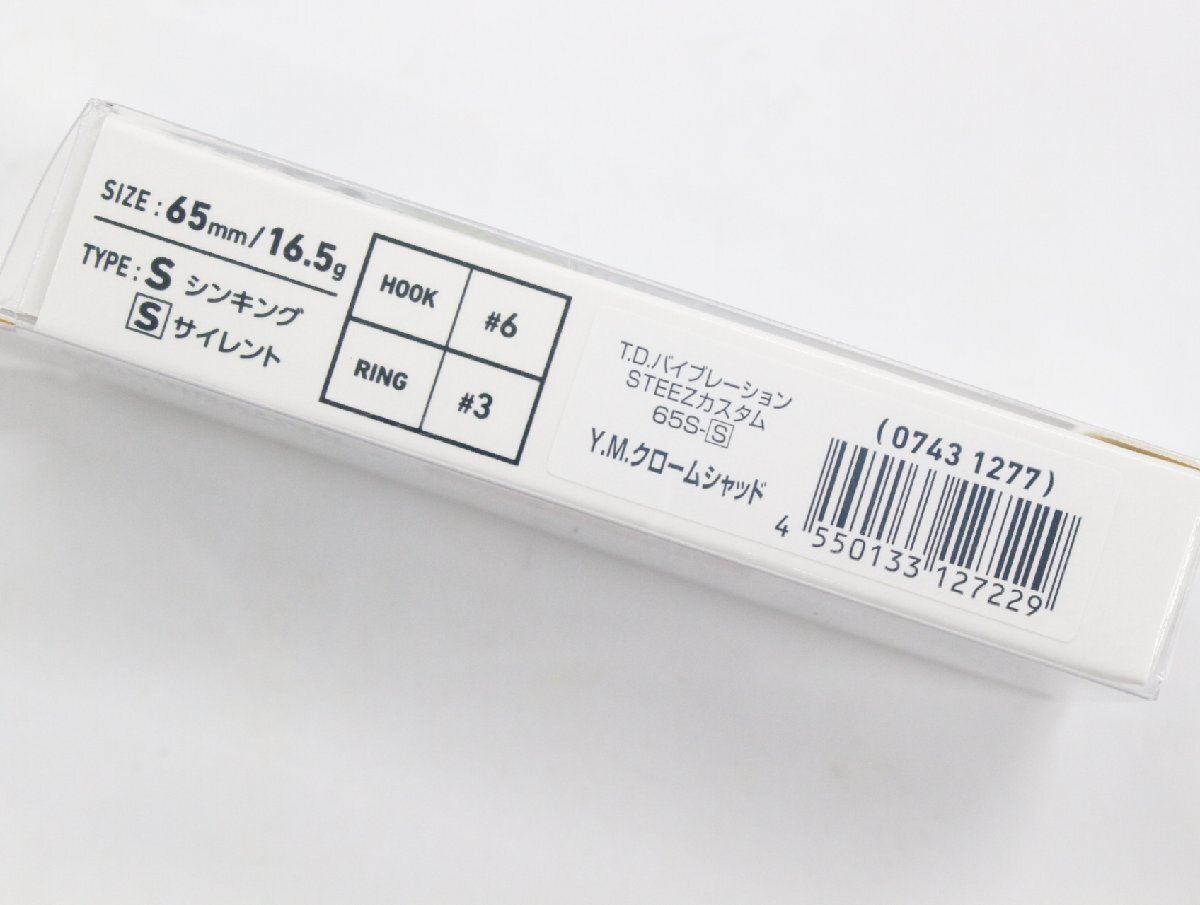 SIZE : 65mm/16.5g
TYPE : S シンキング
S サイレント
HOOK #6
RING #3
T.D.バイブレーション
STEEZカスタム
65S-S
Y.M.クロームシャッド
(0743 1277)
4 550133 127229